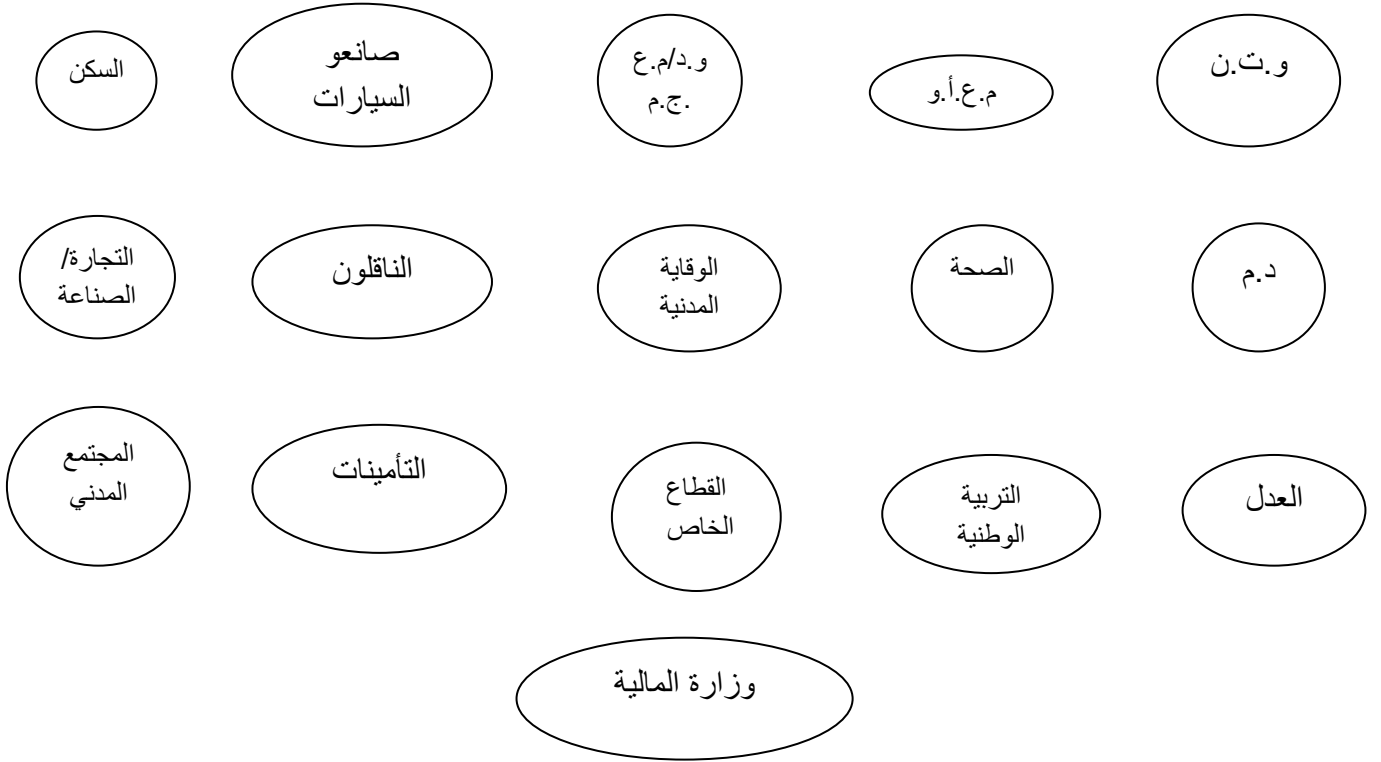 و.ت.ن
م.ع.أ.و
و.د/م.ع
.ج.م
صانعو
السيارات
السكن
د.م
الصحة
الوقاية
المدنية
الناقلون
التجارة/
الصناعة
العدل
التربية
الوطنية
القطاع
الخاص
التأمينات
المجتمع
المدني
وزارة المالية